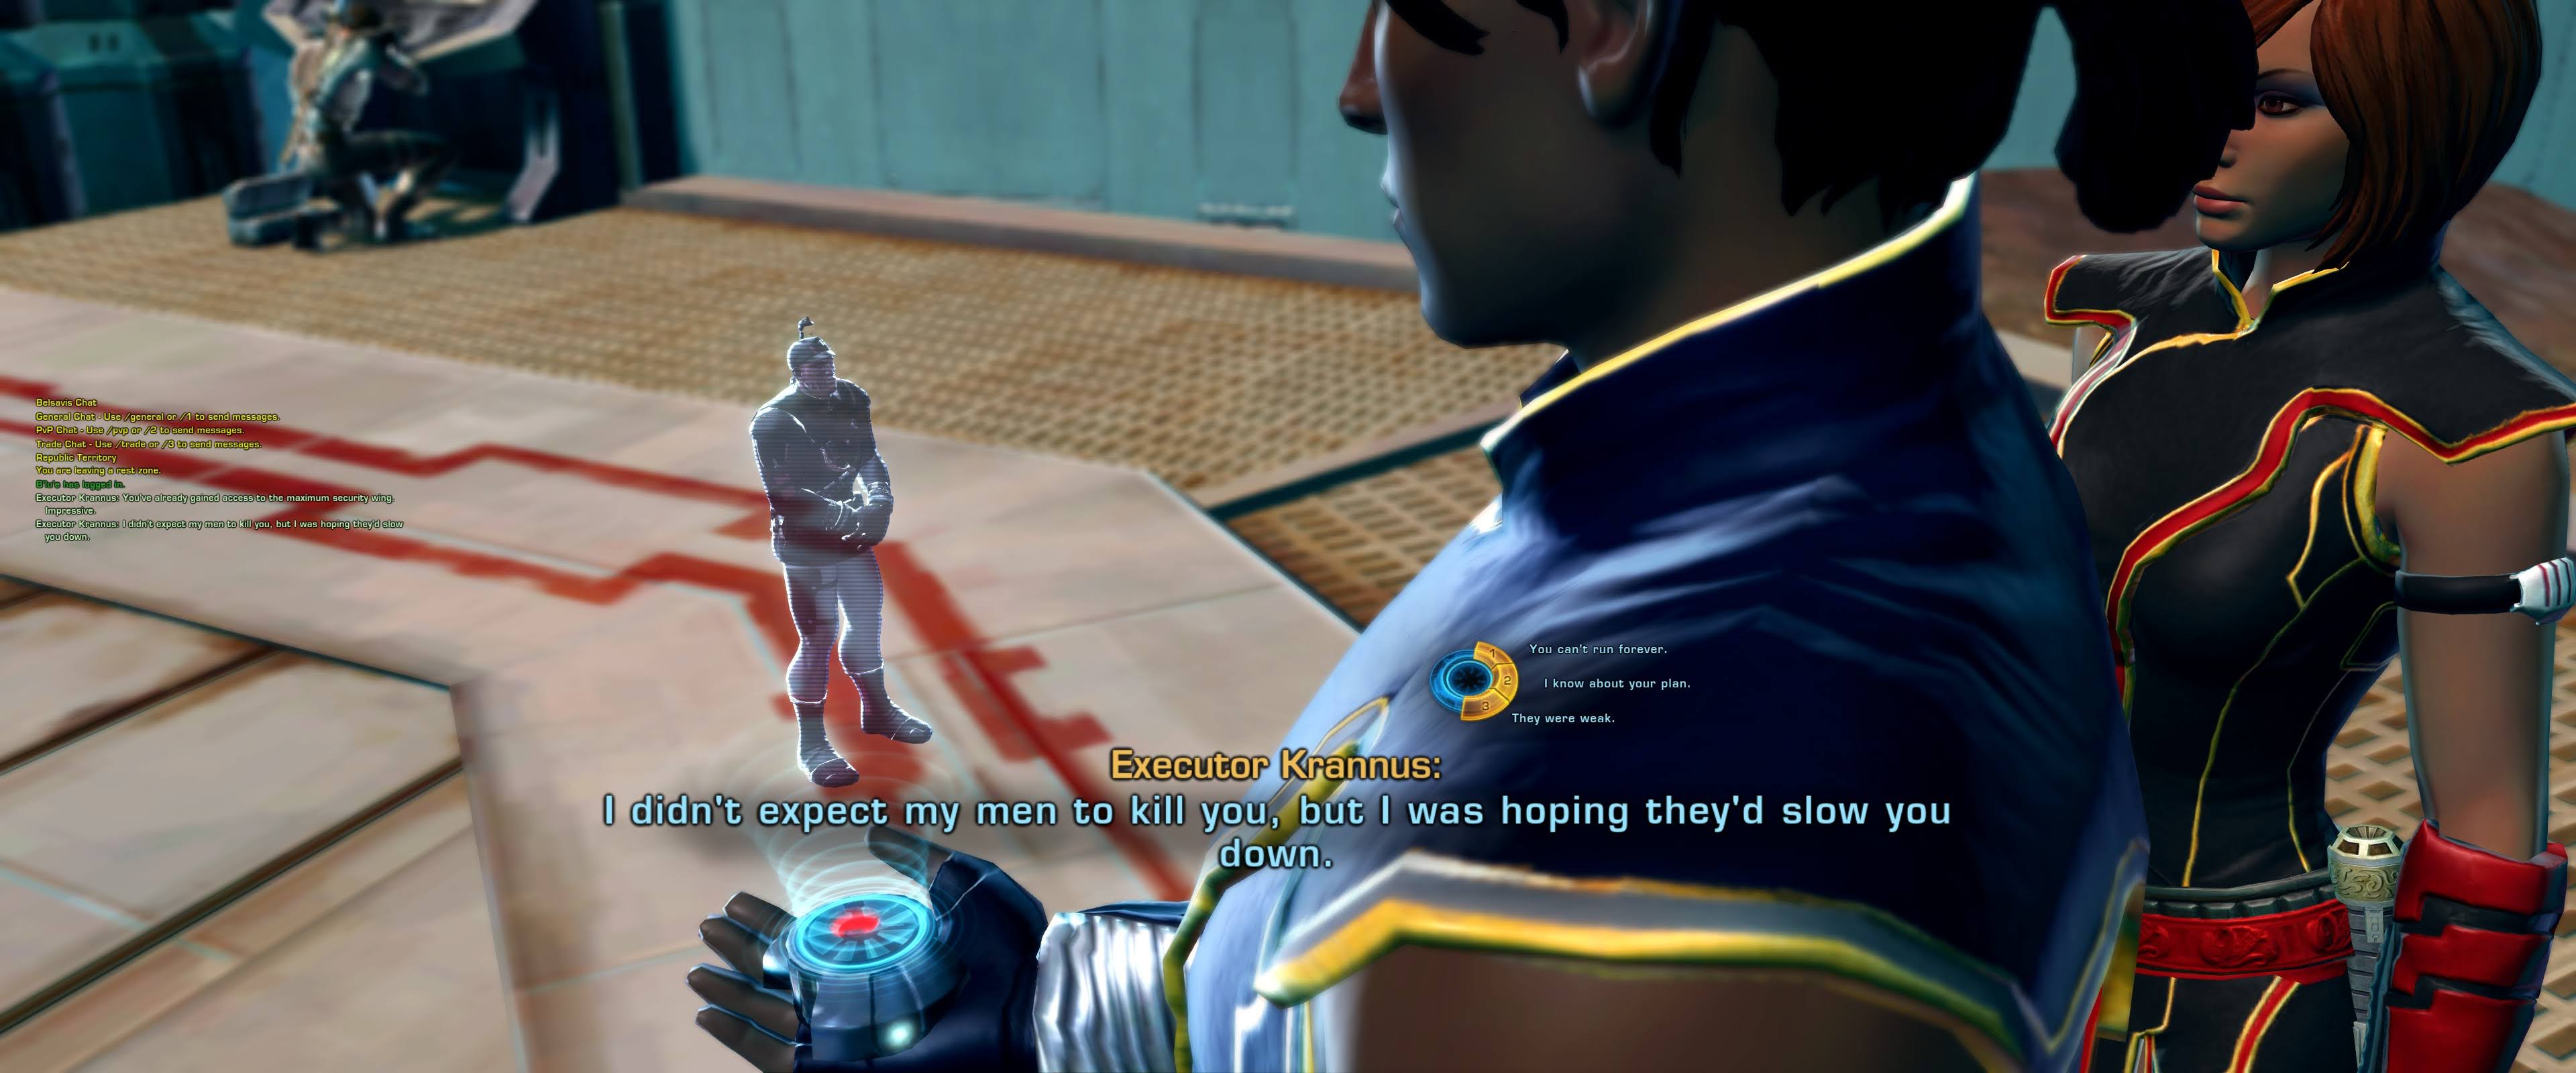 Belsavis Chat
General Chat - Use /general or /1 to send messages.
PvP Chat - Use /pvp or /2 to send messages.
Trade Chat - Use /trade or /3 to send messages.
Republic Territory
You are leaving a rest zone.
B'lu'e has logged in.
Executor Krannus: You've already gained access to the maximum security wing.
Impressive.
Executor Krannus: I didn't expect my men to kill you, but I was hoping they'd slow
you down.
1 You can't run forever.
2 I know about your plan.
3 They were weak.
Executor Krannus:
I didn't expect my men to kill you, but I was hoping they'd slow you
down.